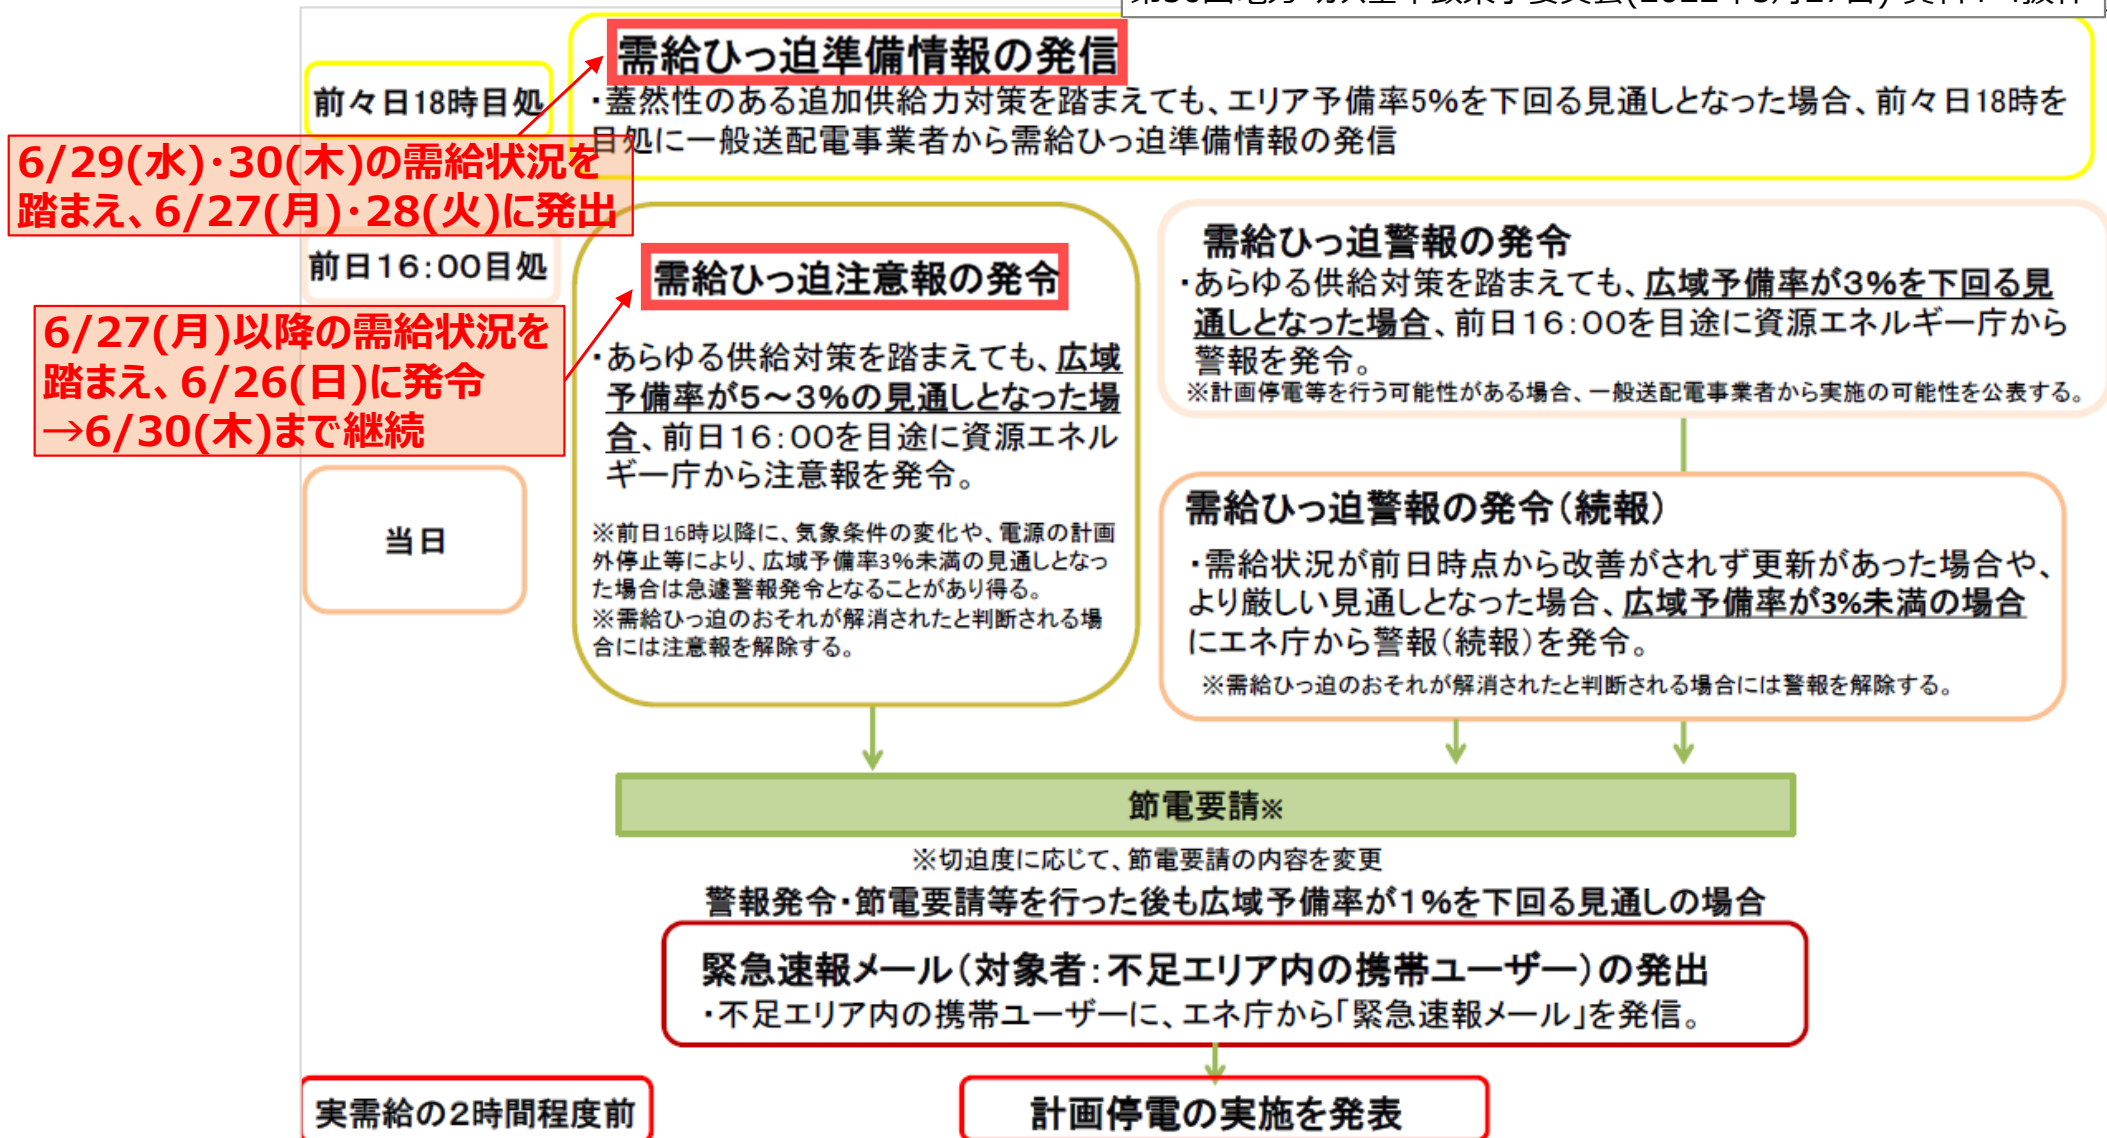 需給ひっ迫準備情報の発信
前々日18時目処
・蓋然性のある追加供給力対策を踏まえても、エリア予備率5%を下回る見通しとなった場合、前々日18時を
目処に一般送配電事業者から需給ひっ迫準備情報の発信
6/29(水)・30(木)の需給状況を
踏まえ、6/27(月)・28(火)に発出
前日16:00目処
需給ひっ迫注意報の発令
6/27(月)以降の需給状況を
踏まえ、6/26(日)に発令
→6/30(木)まで継続
・あらゆる供給対策を踏まえても、広域
予備率が5～3%の見通しとなった場
合、前日16:00を目途に資源エネル
ギー庁から注意報を発令。
※前日16時以降に、気象条件の変化や、電源の計画
外停止等により、広域予備率3%未満の見通しとなっ
た場合は急遽警報発令となることがあり得る。
※需給ひっ迫のおそれが解消されたと判断される場
合には注意報を解除する。
需給ひっ迫警報の発令
・あらゆる供給対策を踏まえても、広域予備率が3%を下回る見
通しとなった場合、前日16:00を目途に資源エネルギー庁から
警報を発令。
※計画停電等を行う可能性がある場合、一般送配電事業者から実施の可能性を公表する。
当日
需給ひっ迫警報の発令(続報)
・需給状況が前日時点から改善がされず更新があった場合や、
より厳しい見通しとなった場合、広域予備率が3%未満の場合
にエネ庁から警報(続報)を発令。
※需給ひっ迫のおそれが解消されたと判断される場合には警報を解除する。
節電要請※
※切迫度に応じて、節電要請の内容を変更
警報発令・節電要請等を行った後も広域予備率が1%を下回る見通しの場合
緊急速報メール(対象者:不足エリア内の携帯ユーザー)の発出
・不足エリア内の携帯ユーザーに、エネ庁から「緊急速報メール」を発信。
実需給の2時間程度前
計画停電の実施を発表